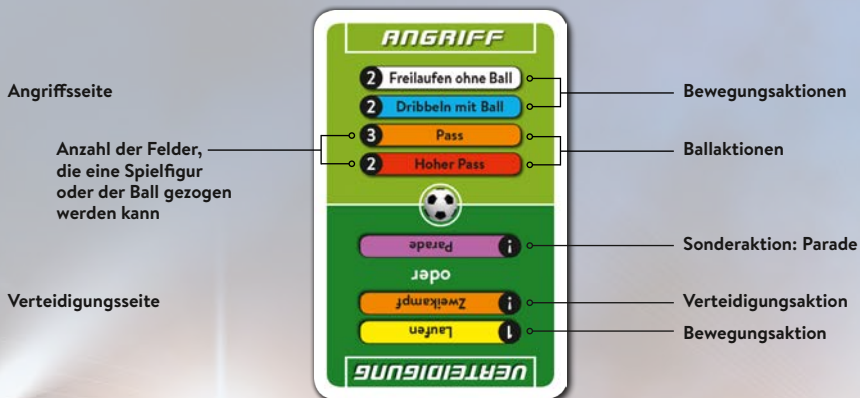 ANGRIFF
2 Freilaufen ohne Ball
2 Dribbeln mit Ball
3 Pass
2 Hoher Pass
Angriffsseite
Anzahl der Felder,
die eine Spielfigur
oder der Ball gezogen
werden kann
Bewegungsaktionen
Ballaktionen
Parade !
oder
Zweikampf !
Laufen 1
VERTEIDIGUNG
Verteidigungsseite
Sonderaktion: Parade
Verteidigungsaktion
Bewegungsaktion